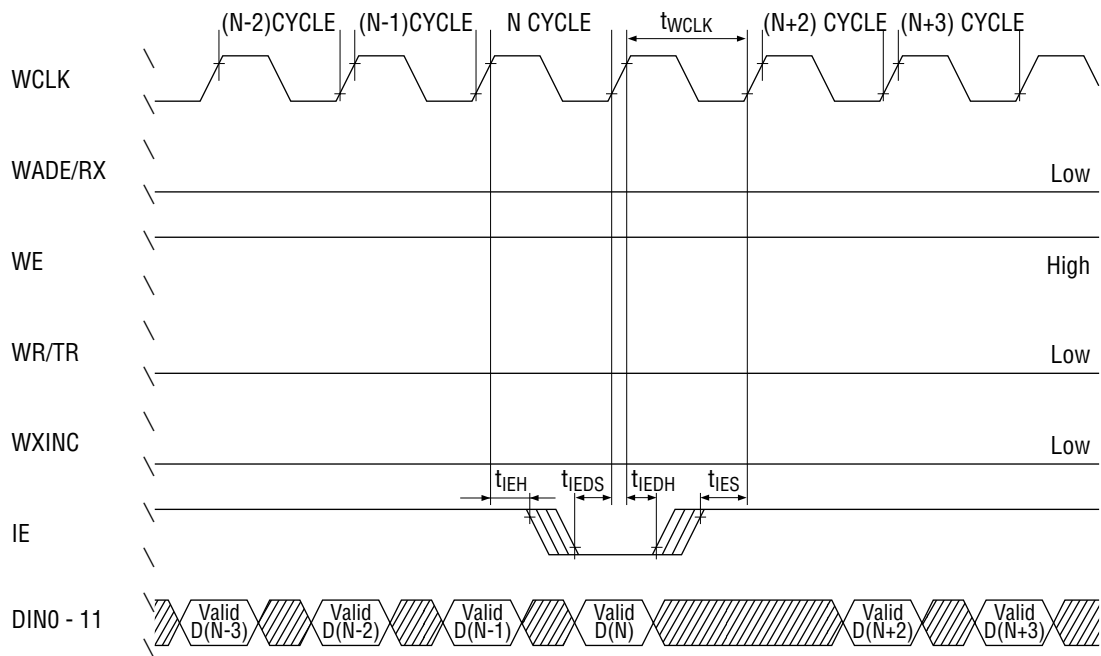 (N-2)CYCLE (N-1)CYCLE N CYCLE tWCLK (N+2) CYCLE (N+3) CYCLE
WCLK
WADE/RX Low
WE High
WR/TR Low
WXINC Low
tIEH tIEDS tIEDH tIES
IE
DIN0 - 11 Valid D(N-3) Valid D(N-2) Valid D(N-1) Valid D(N) Valid D(N+2) Valid D(N+3)